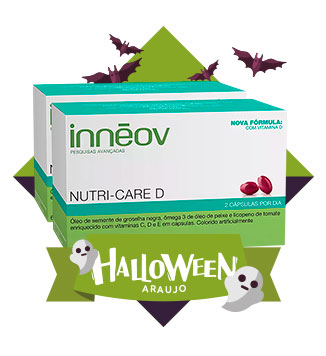 innēov
PESQUISAS AVANÇADAS
NOVA FÓRMULA:
COM VITAMINA D
NUTRI-CARE D
2 CÁPSULAS POR DIA
Óleo de semente de groselha negra, ômega 3 de óleo de peixe e licopeno de tomate
enriquecido com vitaminas C, D e E em cápsulas. Colorido artificialmente
HALLOWEEN
ARAUJO